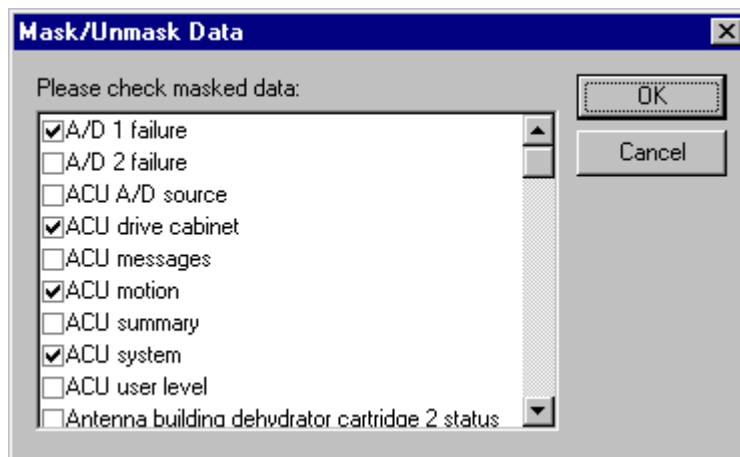 Mask/Unmask Data
Please check masked data:
A/D 1 failure
A/D 2 failure
ACU A/D source
ACU drive cabinet
ACU messages
ACU motion
ACU summary
ACU system
ACU user level
Antenna building dehydrator cartridge 2 status
OK
Cancel